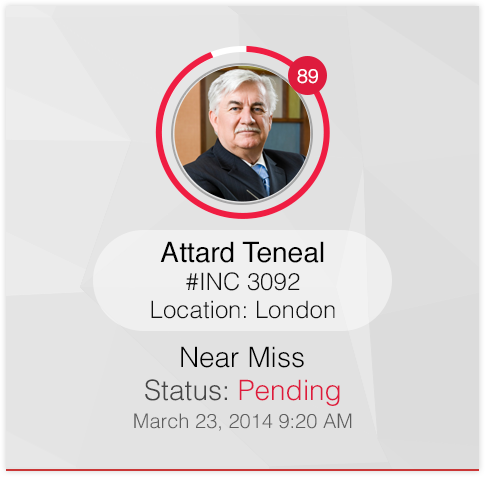 89
Attard Teneal
#INC 3092
Location: London
Near Miss
Status: Pending
March 23, 2014 9:20 AM